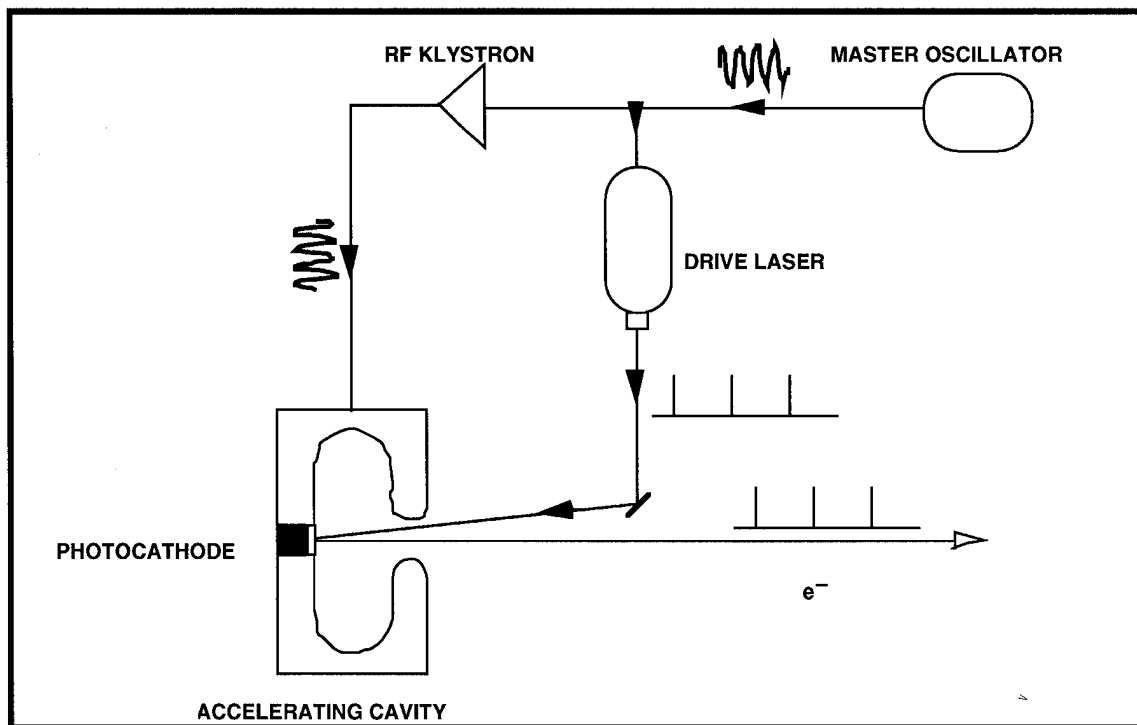 RF KLYSTRON
MASTER OSCILLATOR
DRIVE LASER
PHOTOCATHODE
e⁻
ACCELERATING CAVITY